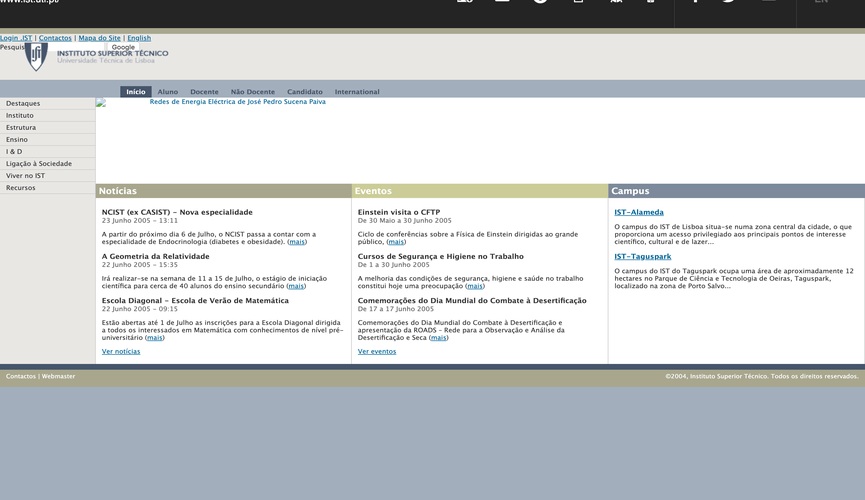 www.ist.utl.pt/
EN
Login .IST | Contactos | Mapa do Site | English
Google
INSTITUTO SUPERIOR TÉCNICO
Universidade Técnica de Lisboa
Início Aluno Docente Não Docente Candidato International
Destaques
Instituto
Estrutura
Ensino
I & D
Ligação à Sociedade
Viver no IST
Recursos
Redes de Energia Eléctrica de José Pedro Sucena Paiva
Notícias
NCIST (ex CASIST) - Nova especialidade
23 Junho 2005 - 13:11
A partir do próximo dia 6 de Julho, o NCIST passa a contar com a
especialidade de Endocrinologia (diabetes e obesidade). (mais)
A Geometria da Relatividade
22 Junho 2005 - 15:35
Irá realizar-se na semana de 11 a 15 de Julho, o estágio de iniciação
científica para cerca de 40 alunos do ensino secundário (mais)
Escola Diagonal - Escola de Verão de Matemática
22 Junho 2005 - 09:15
Estão abertas até 1 de Julho as inscrições para a Escola Diagonal dirigida
a todos os interessados em Matemática com conhecimentos de nível pré-
universitário (mais)
Ver notícias
Eventos
Einstein visita o CFTP
De 30 Maio a 30 Junho 2005
Ciclo de conferências sobre a Física de Einstein dirigidas ao grande
público, (mais)
Cursos de Segurança e Higiene no Trabalho
De 1 a 30 Junho 2005
A melhoria das condições de segurança, higiene e saúde no trabalho
constitui hoje uma preocupação (mais)
Comemorações do Dia Mundial do Combate à Desertificação
De 17 a 17 Junho 2005
Comemorações do Dia Mundial do Combate à Desertificação e
apresentação da ROADS - Rede para a Observação e Análise da
Desertificação e Seca (mais)
Ver eventos
Campus
IST-Alameda
O campus do IST de Lisboa situa-se numa zona central da cidade, o que
proporciona um acesso privilegiado aos principais pontos de interesse
científico, cultural e de lazer...
IST-Taguspark
O campus do IST do Taguspark ocupa uma área de aproximadamente 12
hectares no Parque de Ciência e Tecnologia de Oeiras, Taguspark,
localizado na zona de Porto Salvo...
Contactos | Webmaster
©2004, Instituto Superior Técnico. Todos os direitos reservados.